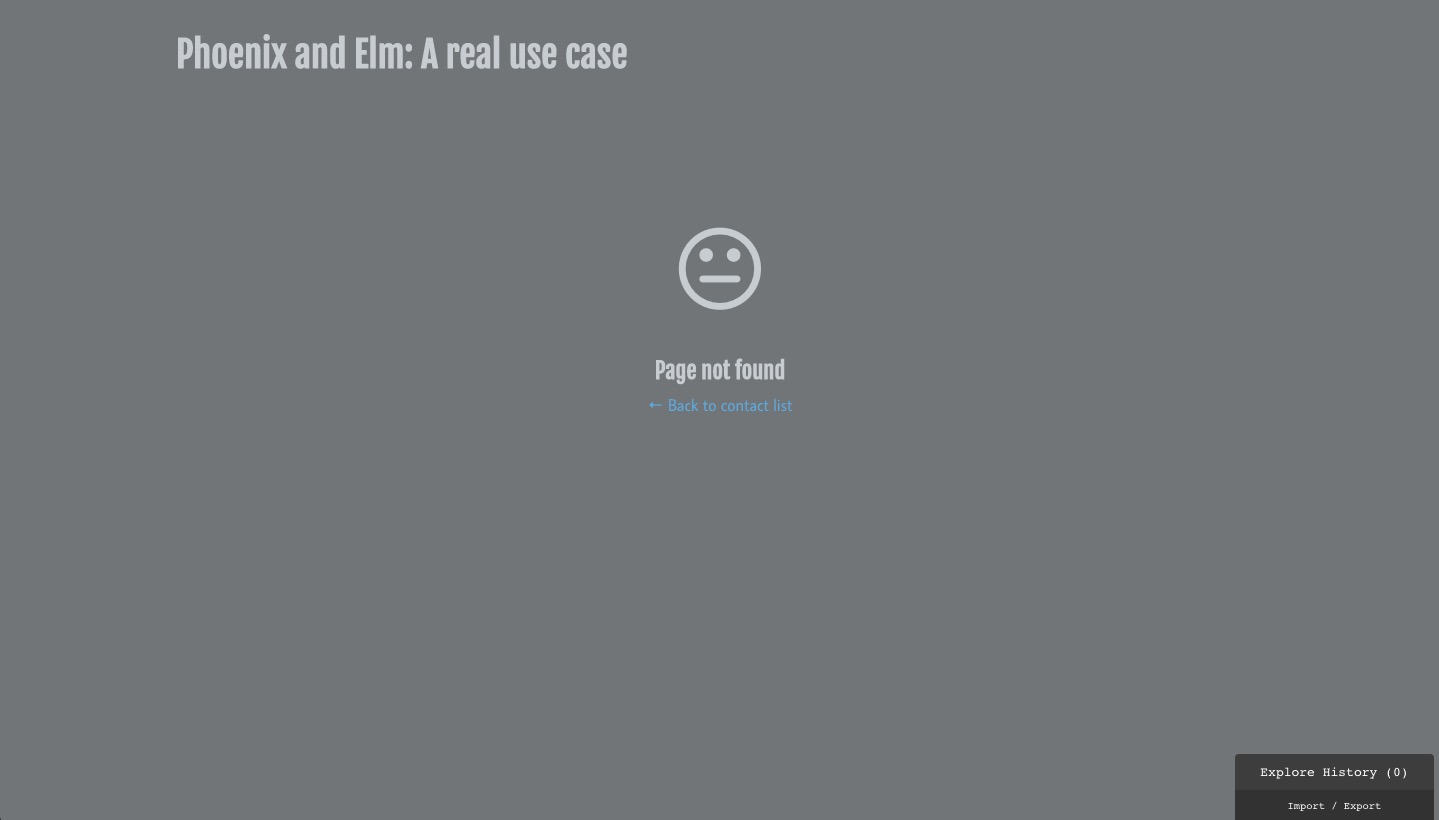 Phoenix and Elm: A real use case
Page not found
← Back to contact list
Explore History (0)
Import / Export